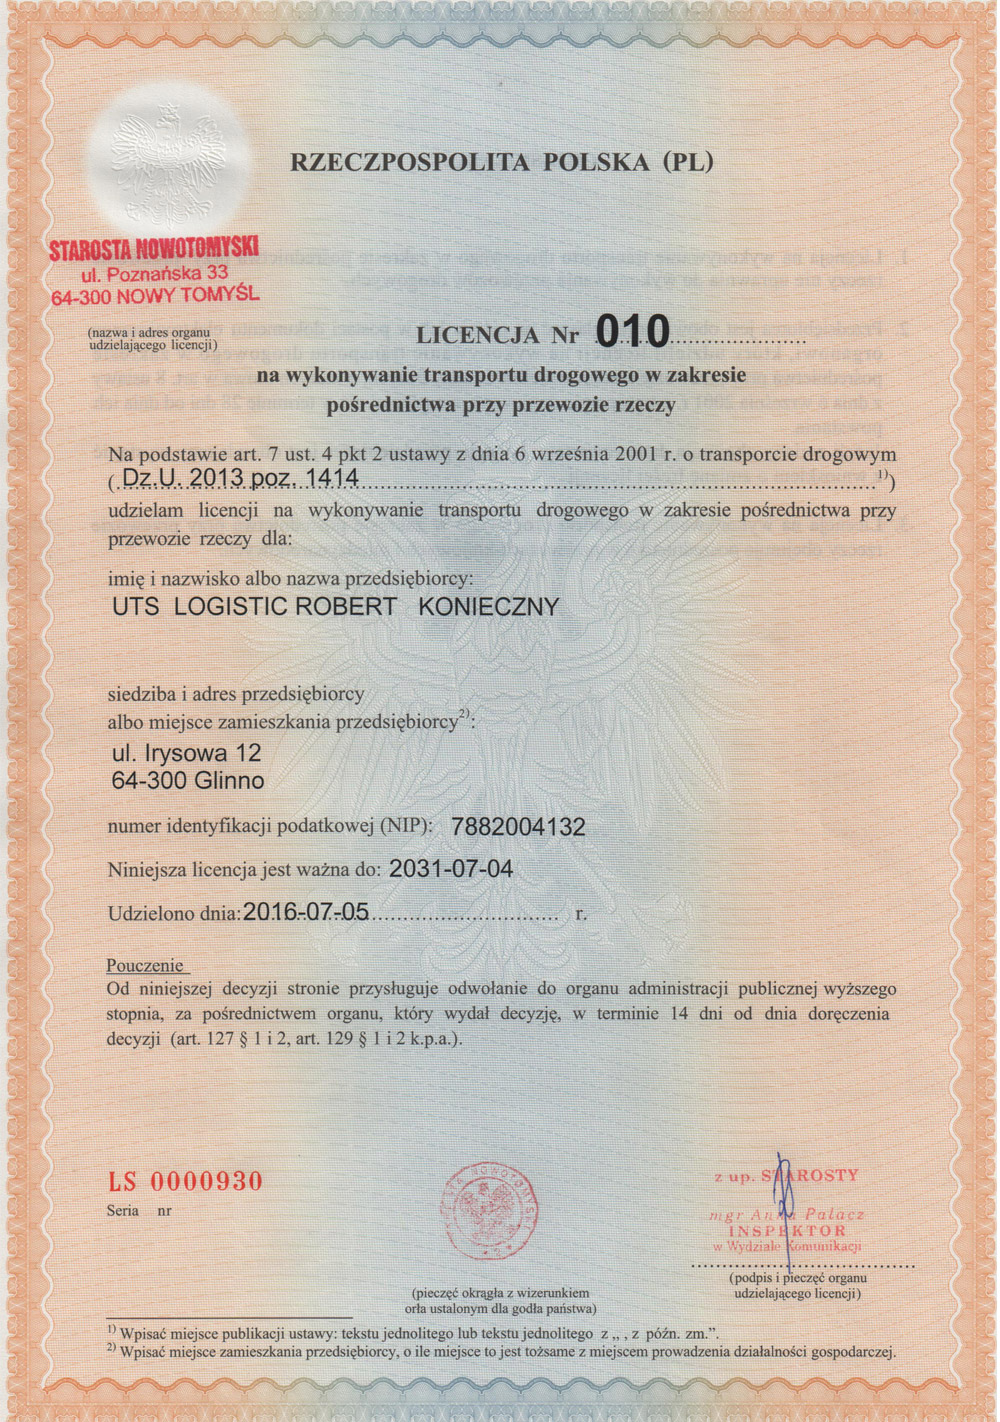 RZECZPOSPOLITA POLSKA (PL)
STAROSTA NOWOTOMYSKI
ul. Poznańska 33
64-300 NOWY TOMYŚL
(nazwa i adres organu
udzielającego licencji)
LICENCJA Nr 010
na wykonywanie transportu drogowego w zakresie
pośrednictwa przy przewozie rzeczy
Na podstawie art. 7 ust. 4 pkt 2 ustawy z dnia 6 września 2001 r. o transporcie drogowym
( Dz.U. 2013 poz. 1414 1))
udzielam licencji na wykonywanie transportu drogowego w zakresie pośrednictwa przy
przewozie rzeczy dla:
imię i nazwisko albo nazwa przedsiębiorcy:
UTS LOGISTIC ROBERT KONIECZNY
siedziba i adres przedsiębiorcy
albo miejsce zamieszkania przedsiębiorcy2):
ul. Irysowa 12
64-300 Glinno
numer identyfikacji podatkowej (NIP): 7882004132
Niniejsza licencja jest ważna do: 2031-07-04
Udzielono dnia: 2016-07-05 r.
Pouczenie
Od niniejszej decyzji stronie przysługuje odwołanie do organu administracji publicznej wyższego
stopnia, za pośrednictwem organu, który wydał decyzję, w terminie 14 dni od dnia doręczenia
decyzji (art. 127 § 1 i 2, art. 129 § 1 i 2 k.p.a.).
LS 0000930
Seria nr
z up. STAROSTY
mgr Anna Pałacz
INSPEKTOR
w Wydziale Komunikacji
(podpis i pieczęć organu
udzielającego licencji)
(pieczęć okrągła z wizerunkiem
orła ustalonym dla godła państwa)
1) Wpisać miejsce publikacji ustawy: tekstu jednolitego lub tekstu jednolitego z „ , z późn. zm.”.
2) Wpisać miejsce zamieszkania przedsiębiorcy, o ile miejsce to jest tożsame z miejscem prowadzenia działalności gospodarczej.